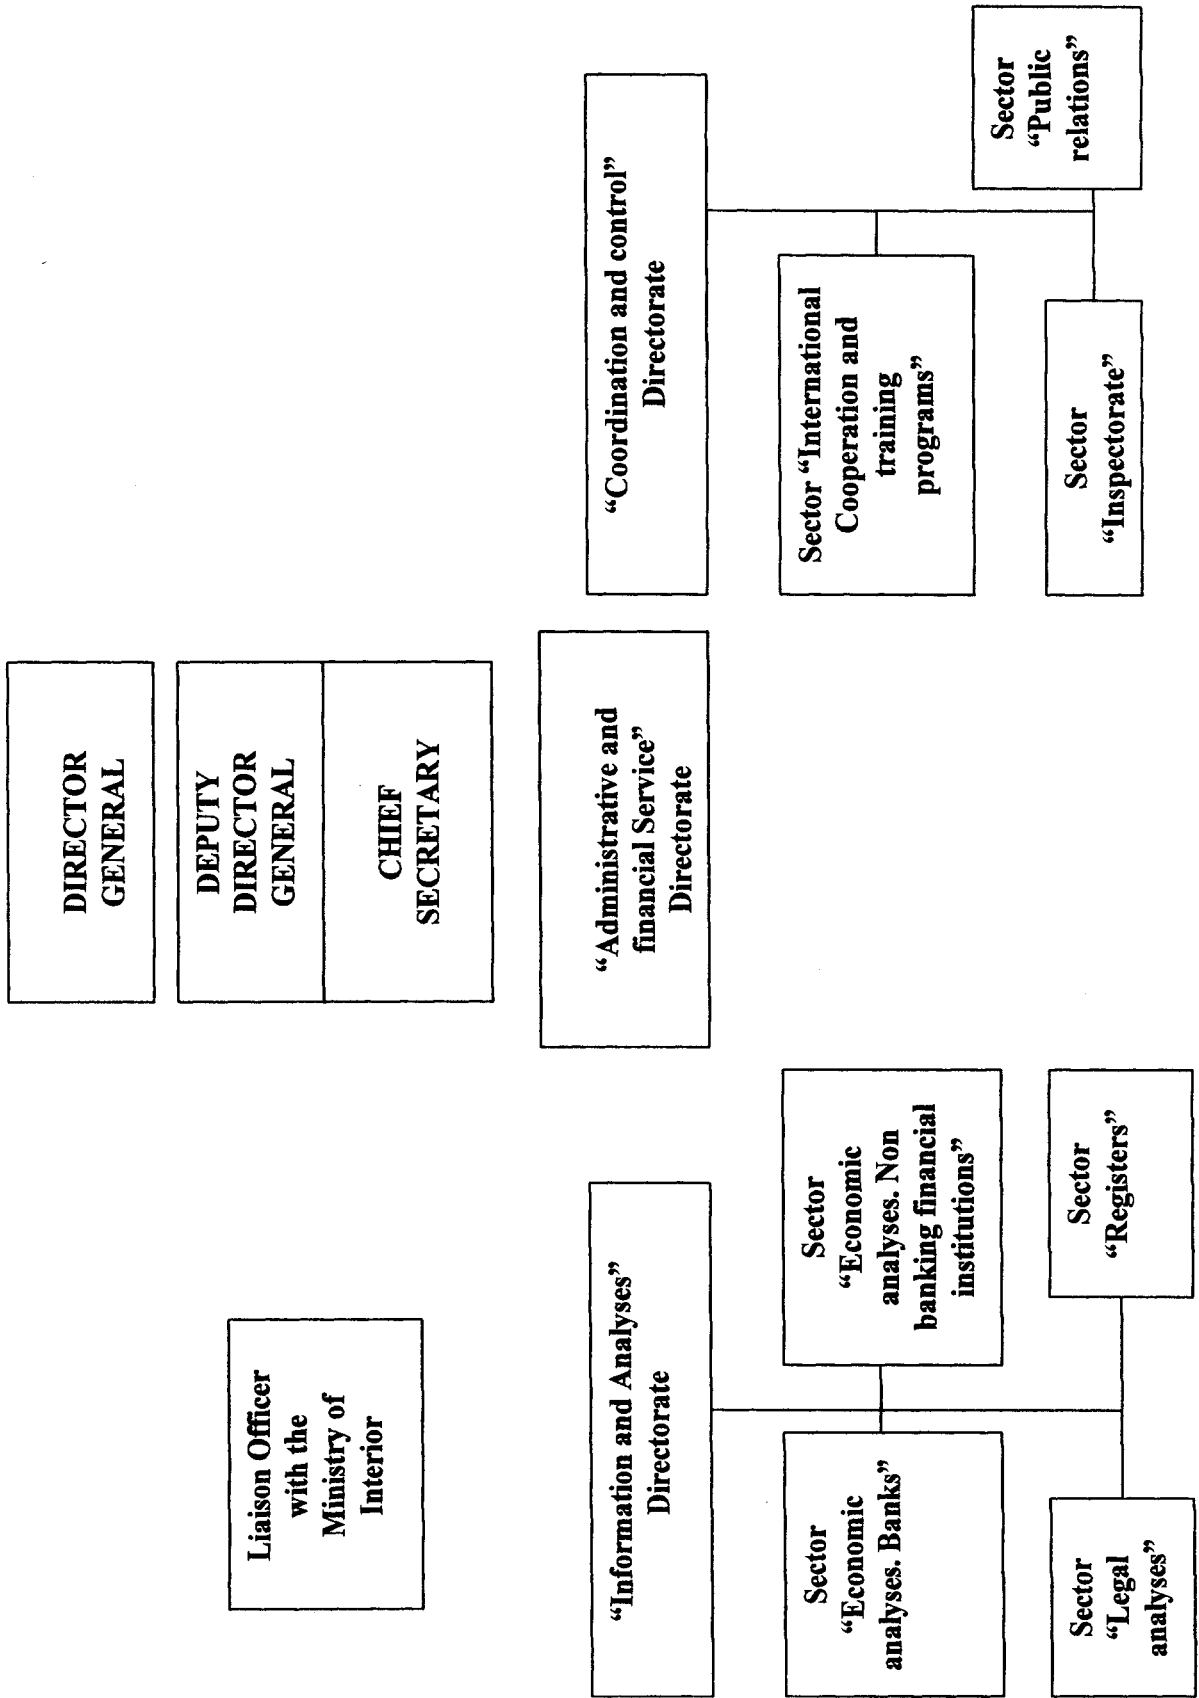 DIRECTOR
GENERAL
DEPUTY
DIRECTOR
GENERAL
CHIEF
SECRETARY
Liaison Officer
with the
Ministry of
Interior
“Information and Analyses”
Directorate
“Administrative and
financial Service”
Directorate
“Coordination and control”
Directorate
Sector
“Economic
analyses. Banks”
Sector
“Economic
analyses. Non
banking financial
institutions”
Sector “International
Cooperation and
training
programs”
Sector
“Legal
analyses”
Sector
“Registers”
Sector
“Inspectorate”
Sector
“Public
relations”